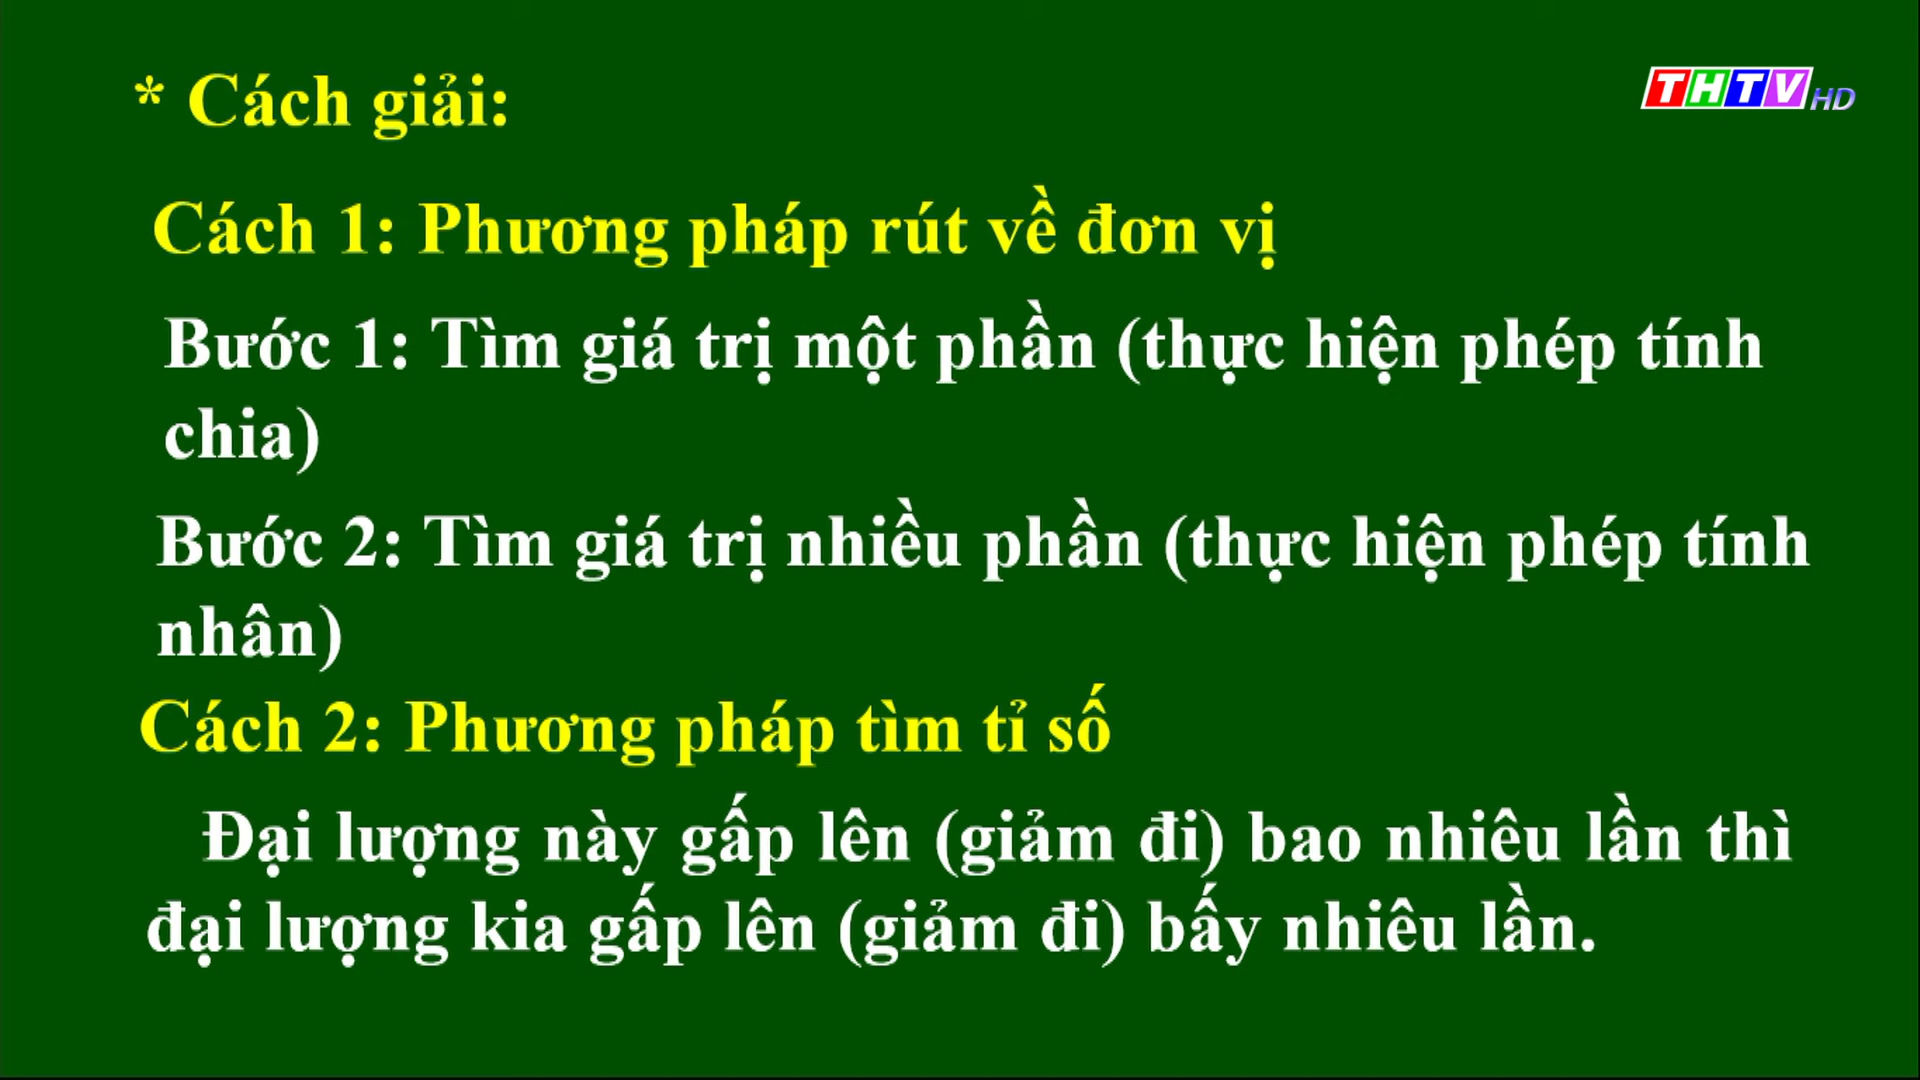 * Cách giải:
THTV HD
Cách 1: Phương pháp rút về đơn vị
Bước 1: Tìm giá trị một phần (thực hiện phép tính
chia)
Bước 2: Tìm giá trị nhiều phần (thực hiện phép tính
nhân)
Cách 2: Phương pháp tìm tỉ số
Đại lượng này gấp lên (giảm đi) bao nhiêu lần thì
đại lượng kia gấp lên (giảm đi) bấy nhiêu lần.